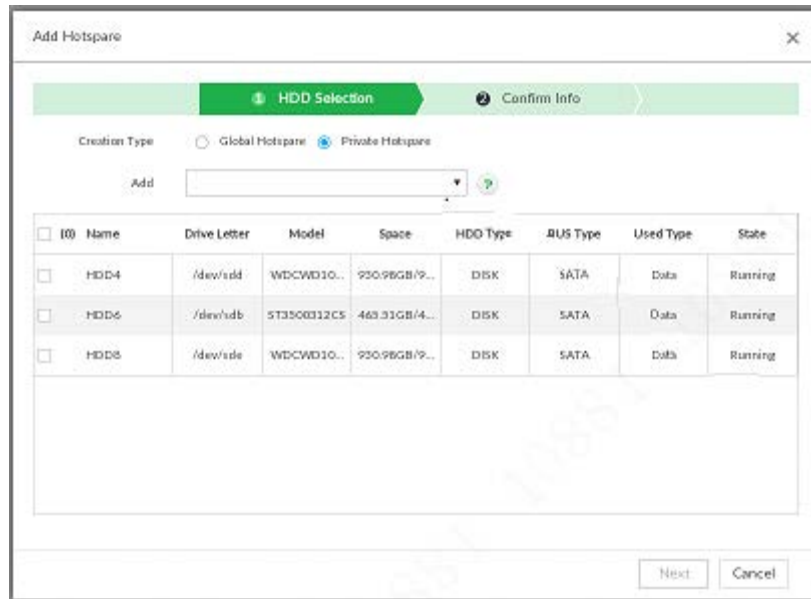 Add Hotspare
1 HDD Selection 2 Confirm Info
Creation Type Global Hotspare Private Hotspare
Add ?
(0) Name Drive Letter Model Space HDD Type BUS Type Used Type State
HDD4 /dev/sdd WDCWD10... 930.98GB/9... DISK SATA Data Running
HDD6 /dev/sdb ST3500312CS 463.31GB/4... DISK SATA Data Running
HDD8 /dev/sde WDCWD10... 930.98GB/9... DISK SATA Data Running
Next Cancel